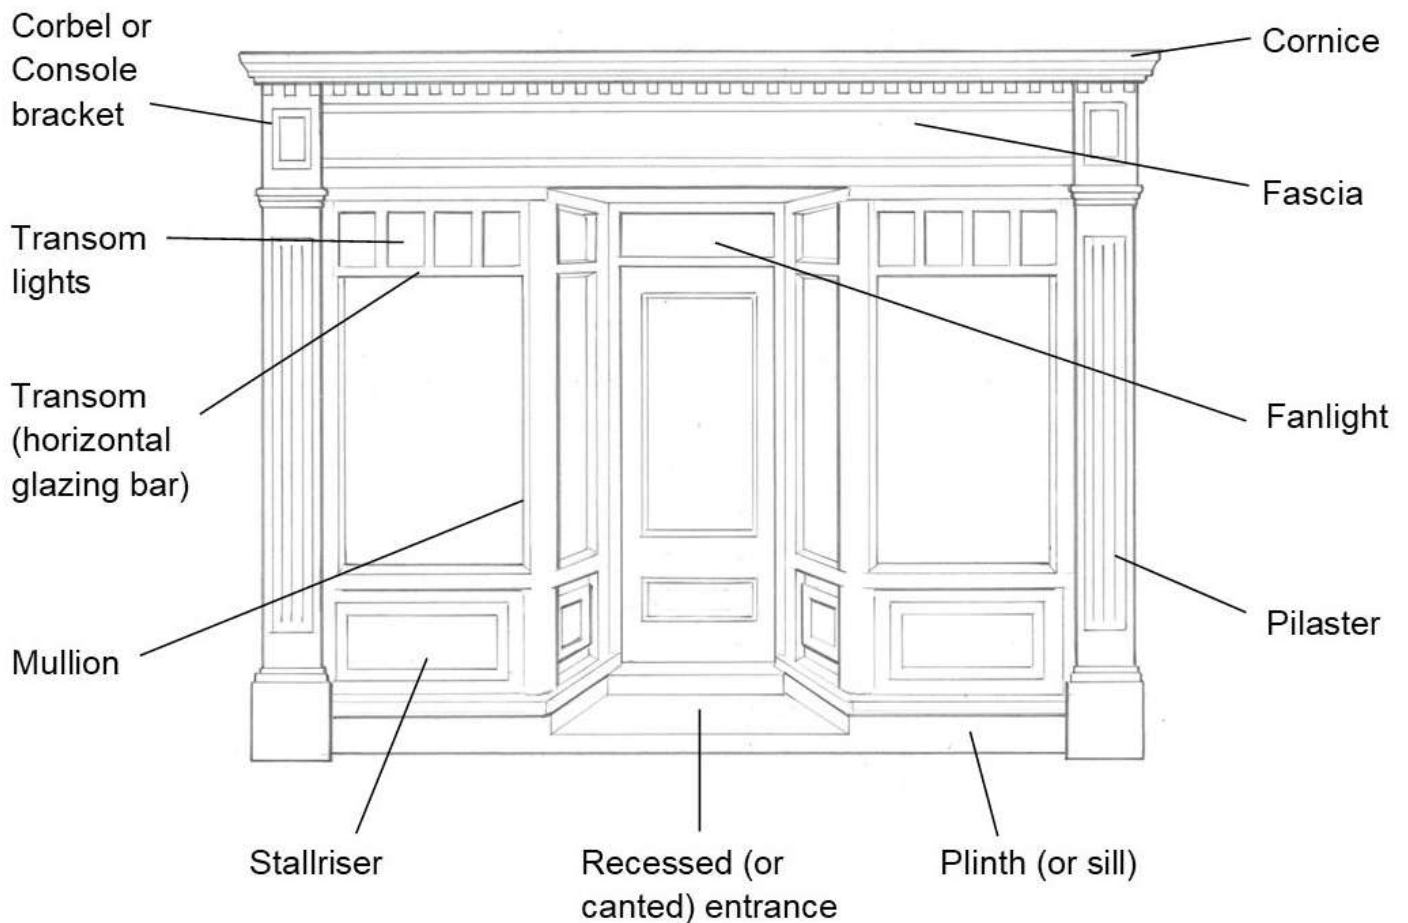 Corbel or
Console
bracket
Transom
lights
Transom
(horizontal
glazing bar)
Mullion
Stallriser
Recessed (or
canted) entrance
Plinth (or sill)
Cornice
Fascia
Fanlight
Pilaster